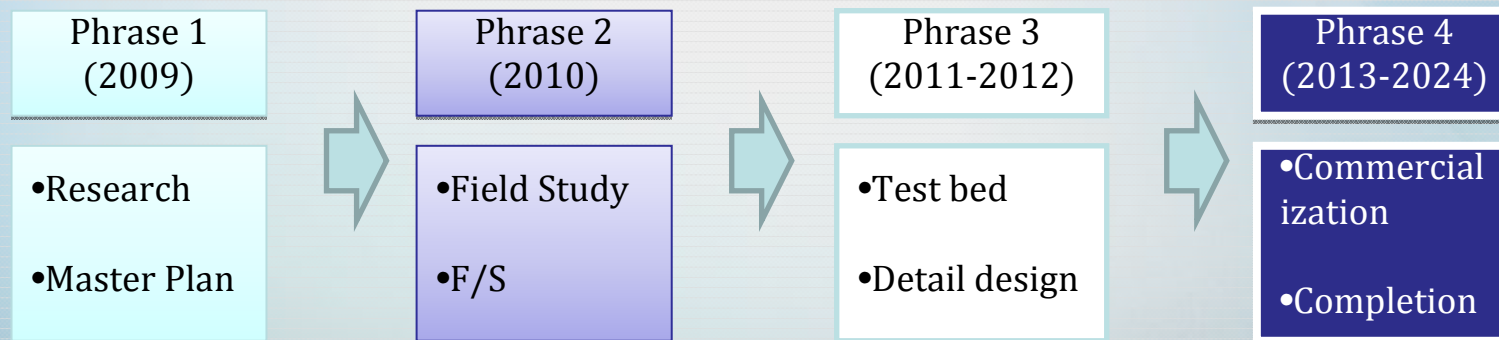 Phrase 1
(2009)
•Research
•Master Plan
Phrase 2
(2010)
•Field Study
•F/S
Phrase 3
(2011-2012)
•Test bed
•Detail design
Phrase 4
(2013-2024)
•Commercial
ization
•Completion